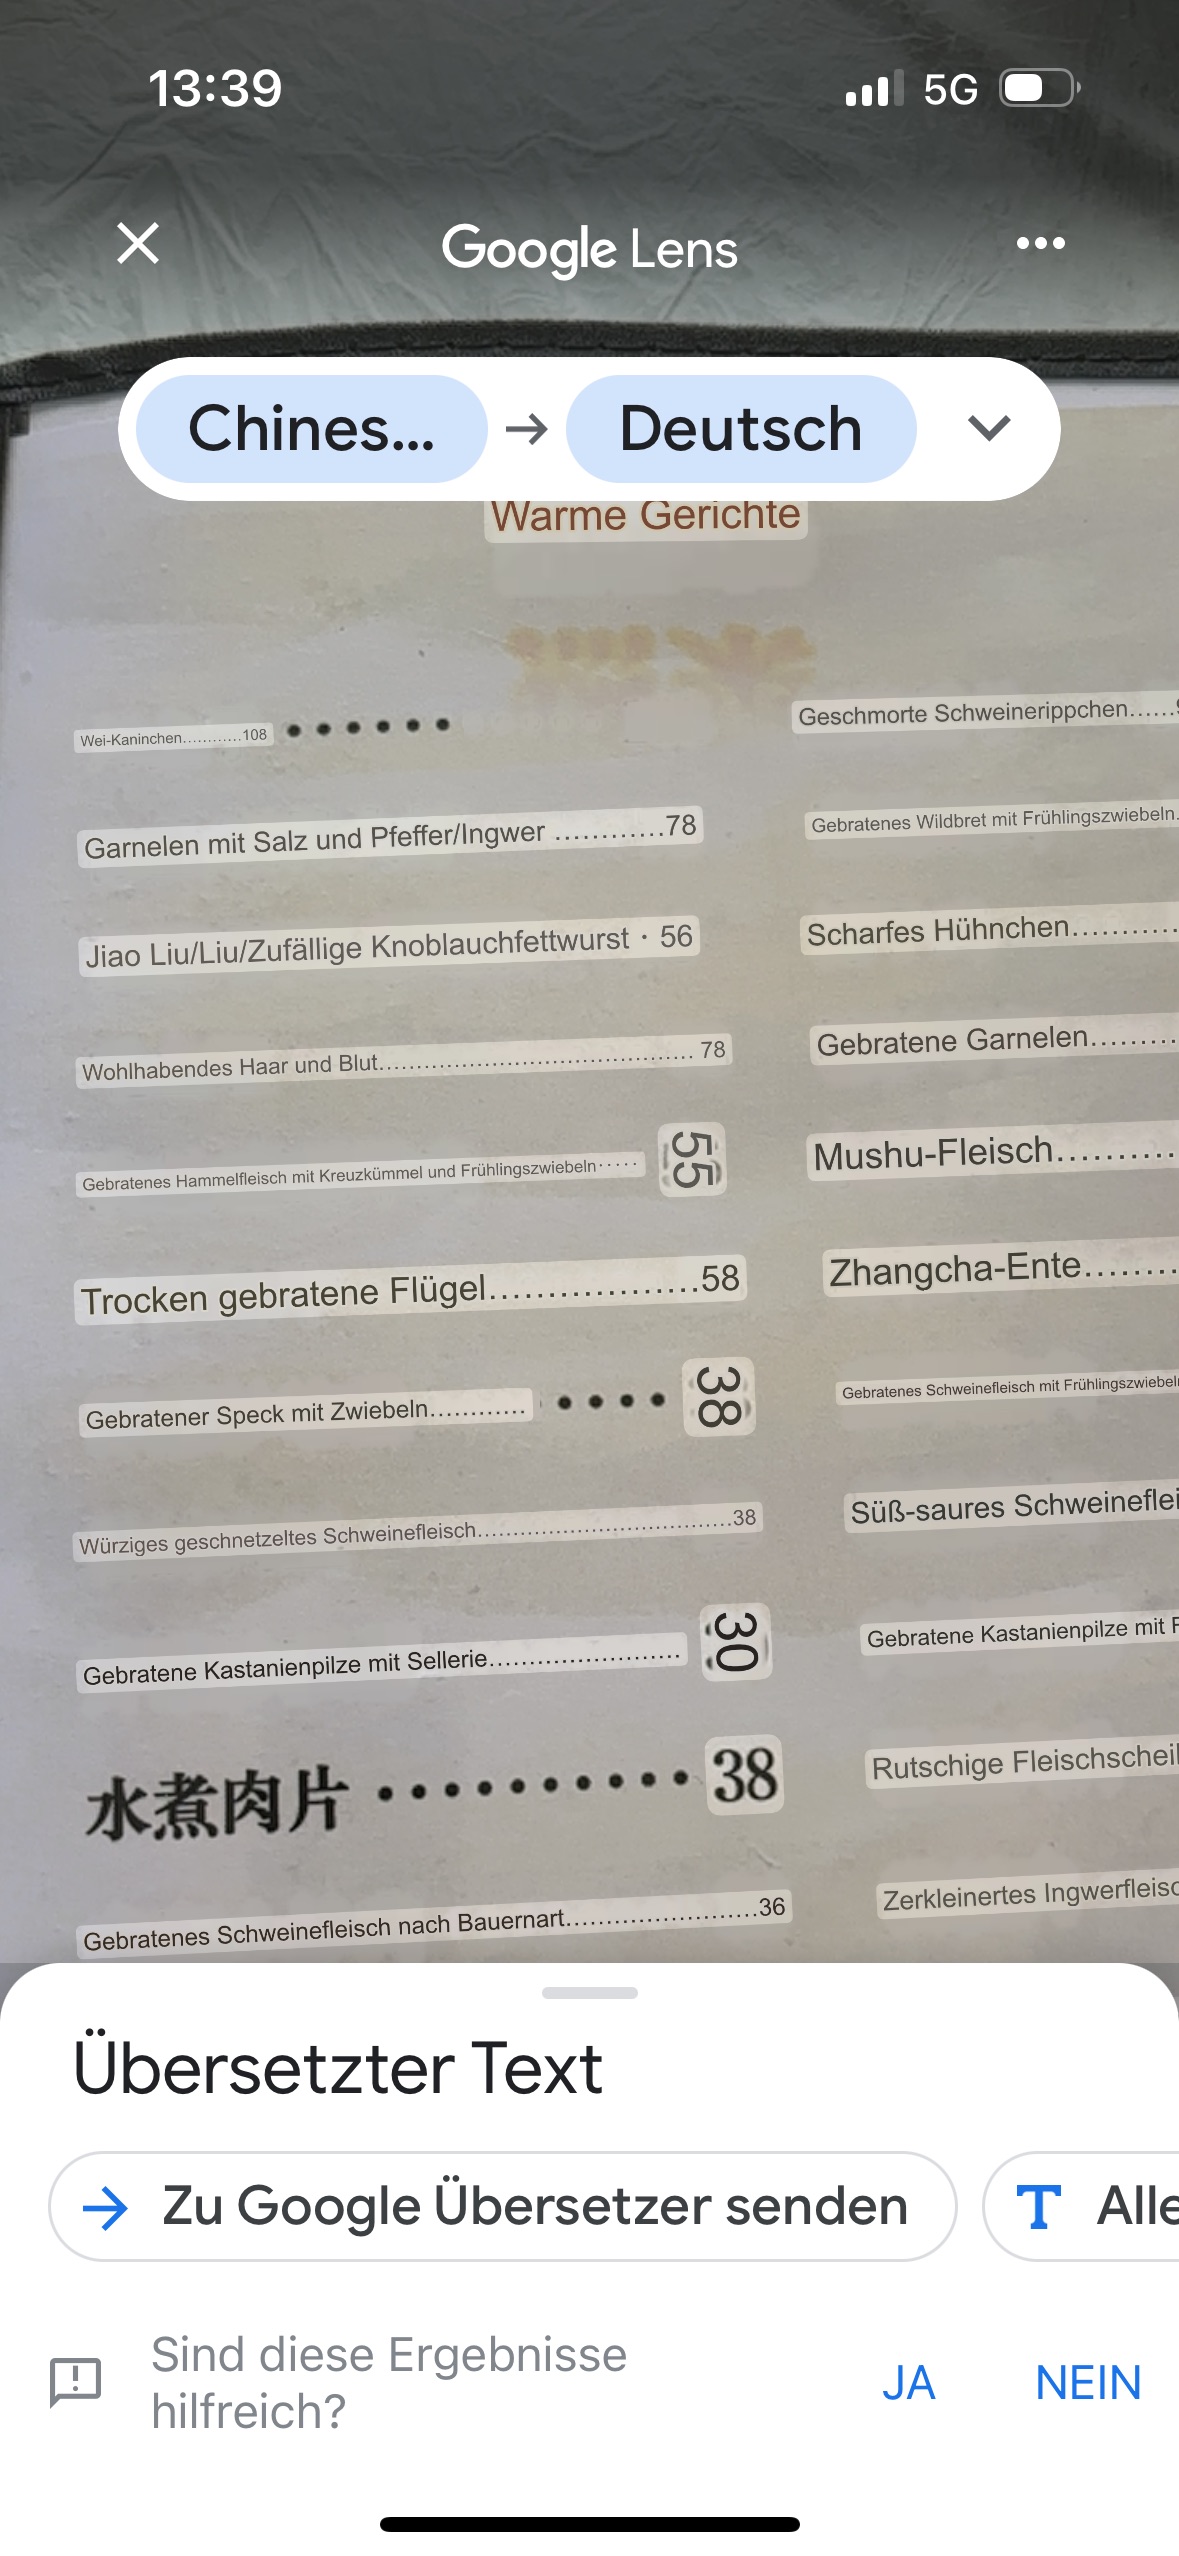 13:39
5G
Google Lens
Chines... → Deutsch
Warme Gerichte
Wei-Kaninchen............108
Garnelen mit Salz und Pfeffer/Ingwer ............78
Jiao Liu/Liu/Zufällige Knoblauchfettwurst · 56
Wohlhabendes Haar und Blut.......................................... 78
Gebratenes Hammelfleisch mit Kreuzkümmel und Frühlingszwiebeln····· 55
Trocken gebratene Flügel..................58
Gebratener Speck mit Zwiebeln............ •••• 38
Würziges geschnetzeltes Schweinefleisch..................................38
Gebratene Kastanienpilze mit Sellerie........................ 30
水煮肉片 ·········· 38
Gebratenes Schweinefleisch nach Bauernart........................36
Geschmorte Schweinerippchen......
Gebratenes Wildbret mit Frühlingszwiebeln.
Scharfes Hühnchen...........
Gebratene Garnelen.........
Mushu-Fleisch..........
Zhangcha-Ente........
Gebratenes Schweinefleisch mit Frühlingszwiebeln
Süß-saures Schweineflei
Gebratene Kastanienpilze mit F
Rutschige Fleischscheil
Zerkleinertes Ingwerfleisc
Übersetzter Text
Zu Google Übersetzer senden
Alle
Sind diese Ergebnisse
hilfreich?
JA NEIN